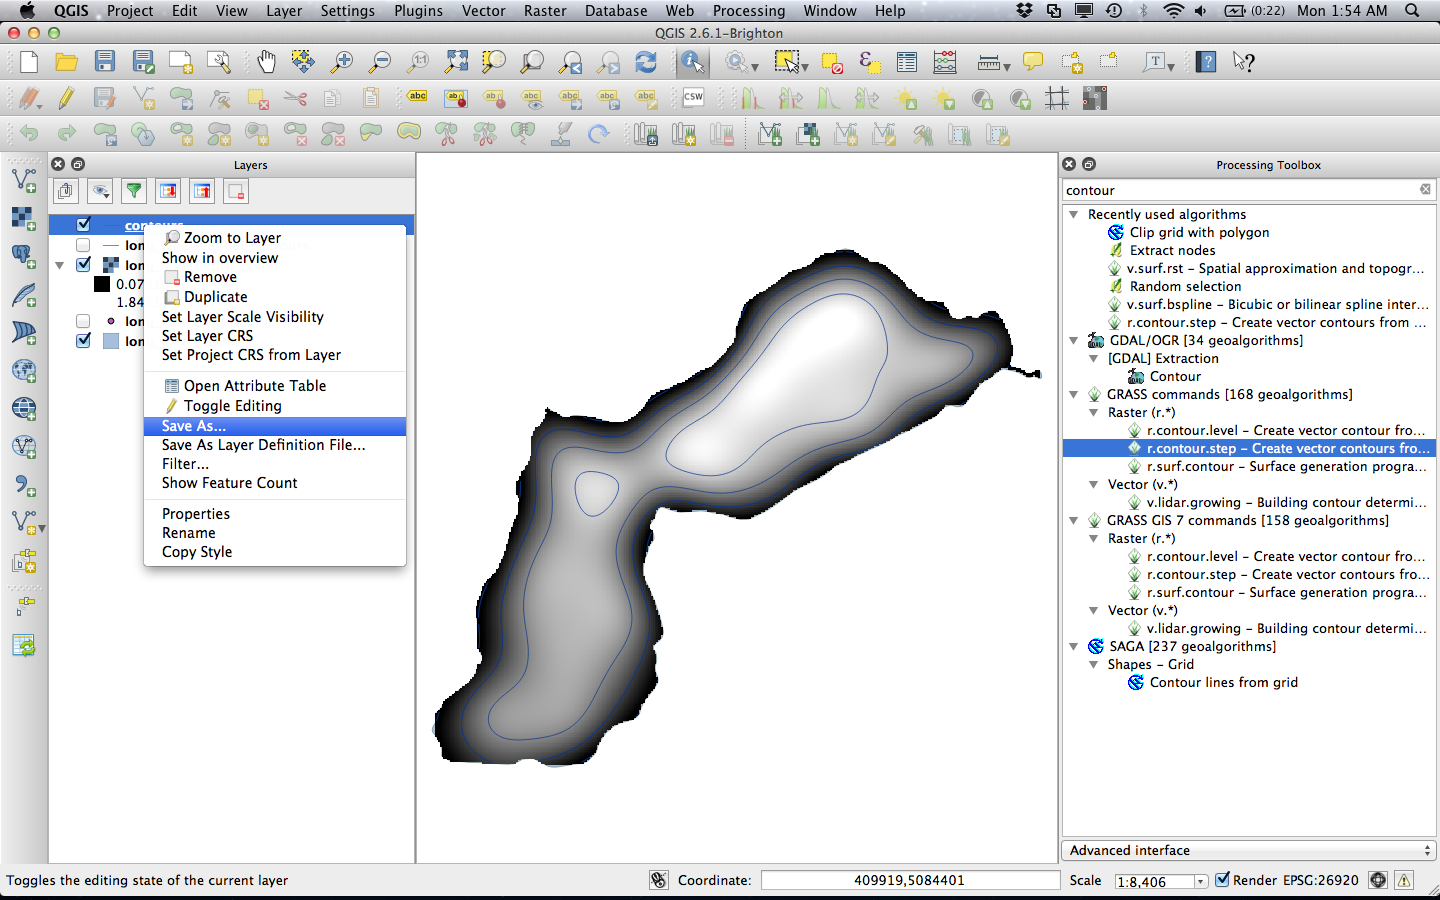 QGIS Project Edit View Layer Settings Plugins Vector Raster Database Web Processing Window Help (0:22) Mon 1:54 AM
QGIS 2.6.1-Brighton
Layers
contours
Zoom to Layer
Show in overview
Remove
Duplicate
Set Layer Scale Visibility
Set Layer CRS
Set Project CRS from Layer
Open Attribute Table
Toggle Editing
Save As...
Save As Layer Definition File...
Filter...
Show Feature Count
Properties
Rename
Copy Style
lon
lon
0.07
1.84
lon
lon
Processing Toolbox
contour
Recently used algorithms
Clip grid with polygon
Extract nodes
v.surf.rst – Spatial approximation and topogr...
Random selection
v.surf.bspline – Bicubic or bilinear spline inter...
r.contour.step – Create vector contours from ...
GDAL/OGR [34 geoalgorithms]
[GDAL] Extraction
Contour
GRASS commands [168 geoalgorithms]
Raster (r.*)
r.contour.level – Create vector contour fro...
r.contour.step – Create vector contours fro...
r.surf.contour – Surface generation progra...
Vector (v.*)
v.lidar.growing – Building contour determi...
GRASS GIS 7 commands [158 geoalgorithms]
Raster (r.*)
r.contour.level – Create vector contour fro...
r.contour.step – Create vector contours fro...
r.surf.contour – Surface generation progra...
Vector (v.*)
v.lidar.growing – Building contour determi...
SAGA [237 geoalgorithms]
Shapes – Grid
Contour lines from grid
Advanced interface
Toggles the editing state of the current layer
Coordinate: 409919,5084401 Scale 1:8,406 Render EPSG:26920